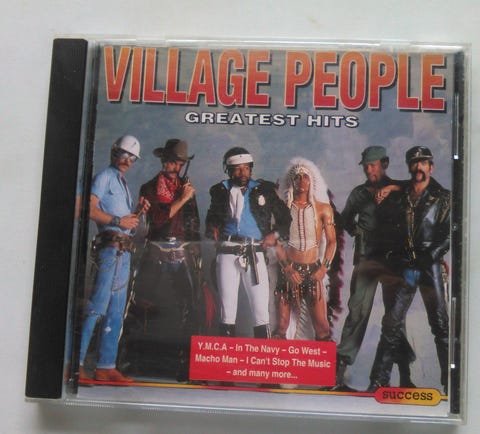 VILLAGE PEOPLE
GREATEST HITS
Y.M.C.A – In The Navy – Go West –
Macho Man – I Can't Stop The Music
– and many more...
success